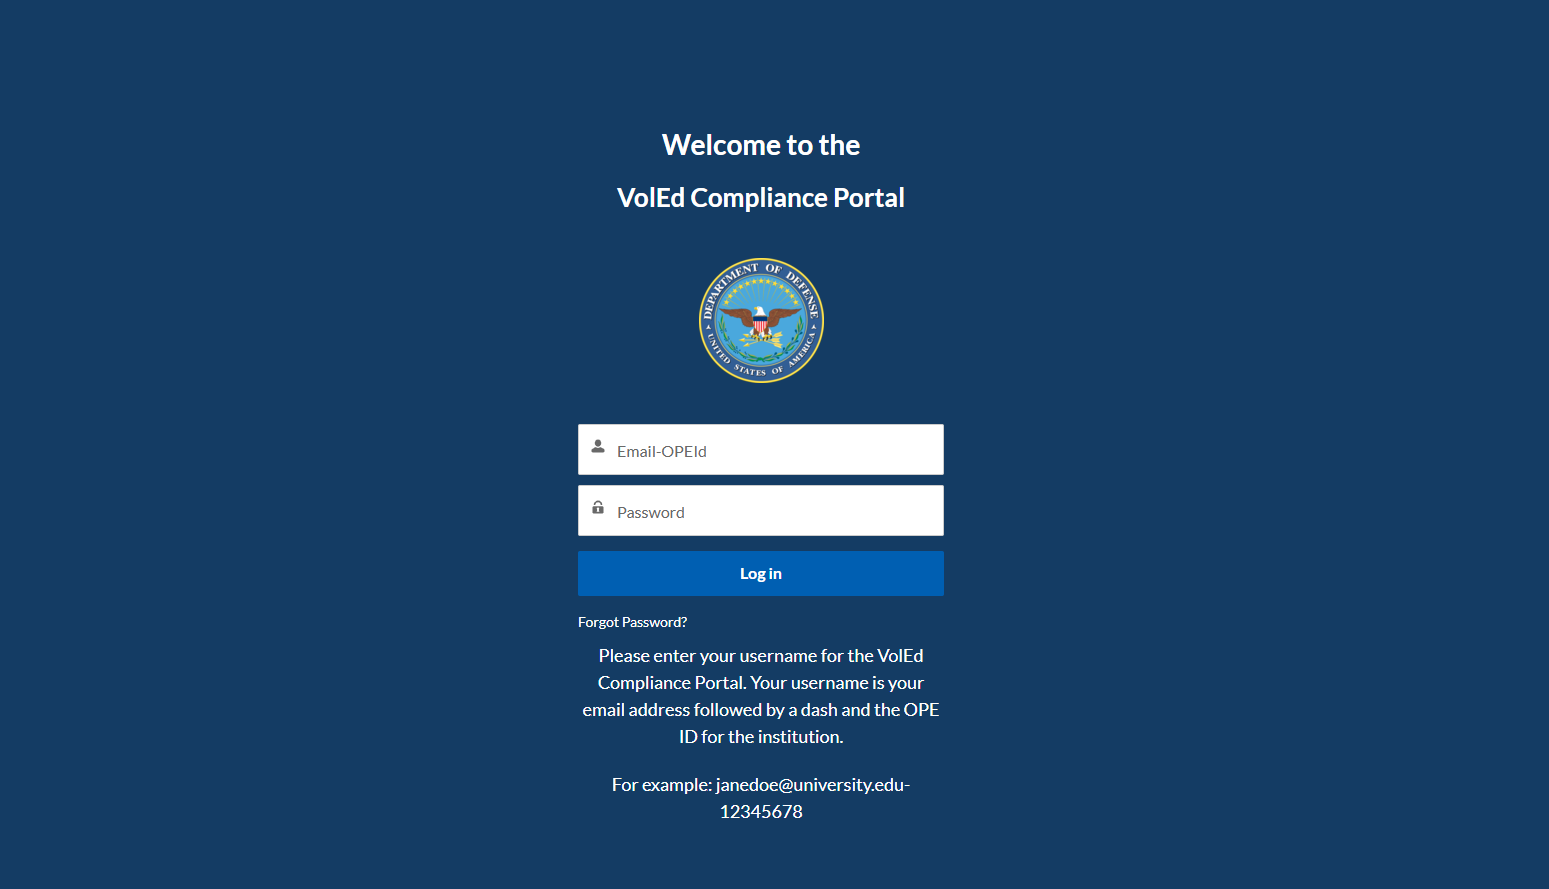 Welcome to the
VolEd Compliance Portal
DEPARTMENT OF DEFENSE
UNITED STATES OF AMERICA
Email-OPEId
Password
Log in
Forgot Password?
Please enter your username for the VolEd
Compliance Portal. Your username is your
email address followed by a dash and the OPE
ID for the institution.
For example: janedoe@university.edu-
12345678